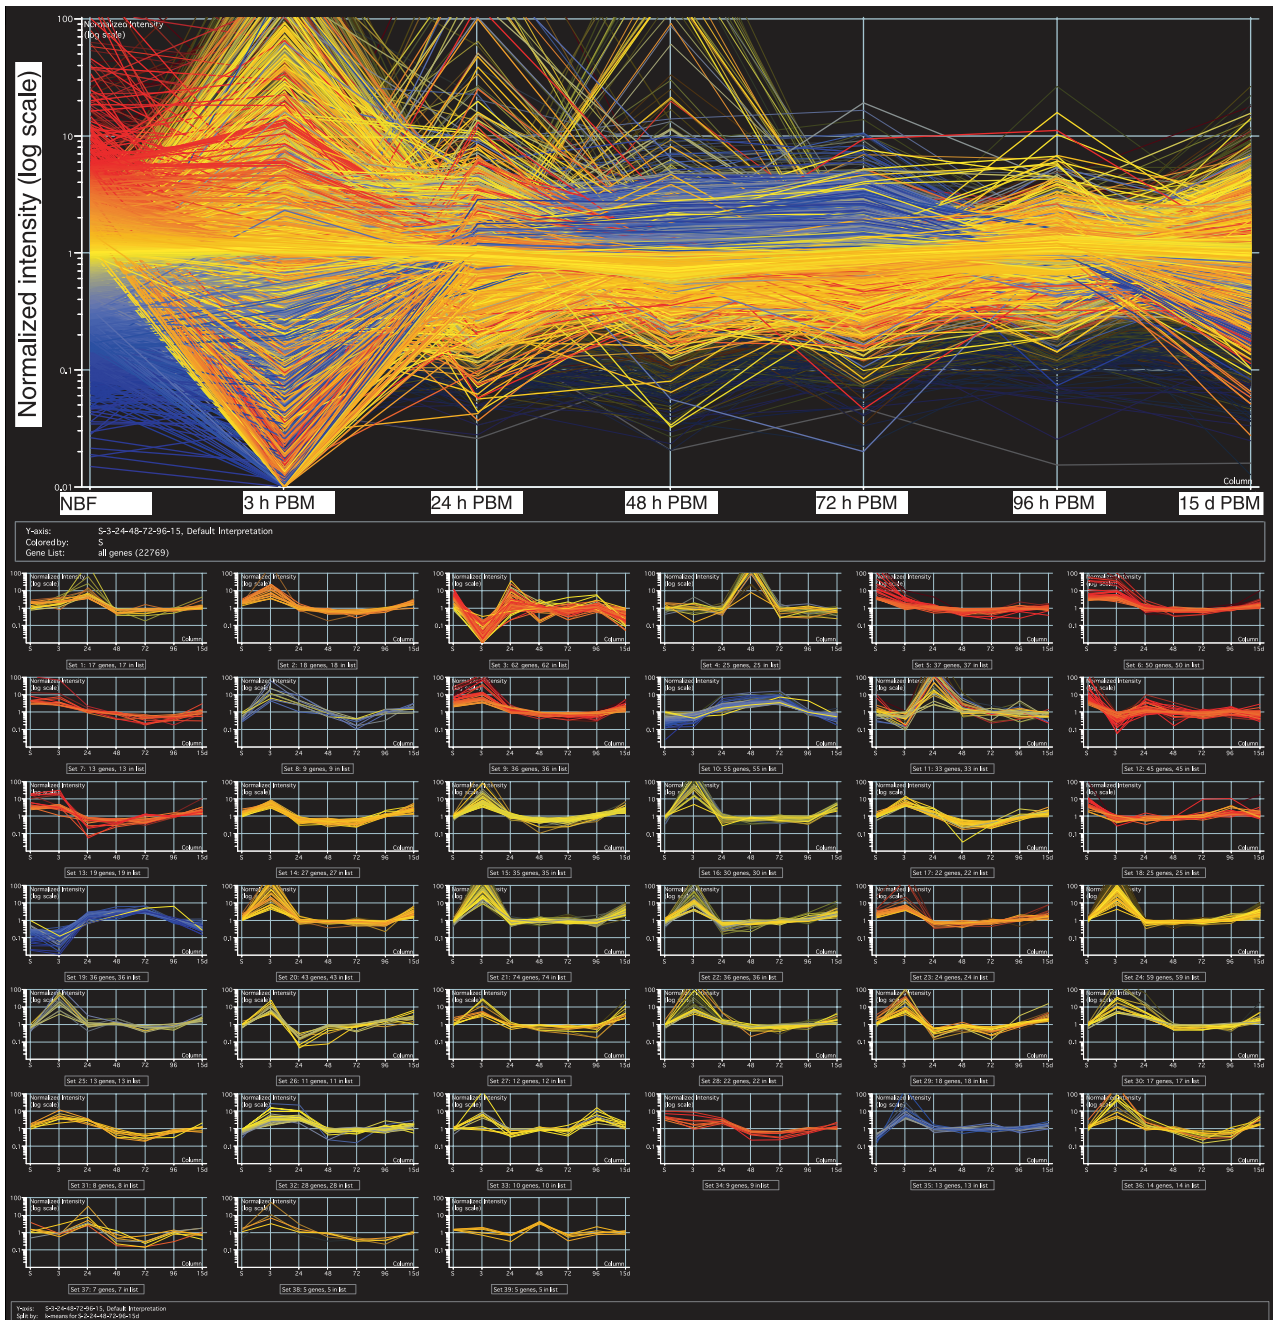 Normalized intensity (log scale)
Normalized Intensity
(log scale)
100
10
1
0.1
0.01
Column
NBF
3 h PBM
24 h PBM
48 h PBM
72 h PBM
96 h PBM
15 d PBM
Y-axis: S-3-24-48-72-96-15, Default Interpretation
Colored by: S
Gene List: all genes (22769)
Set 1: 17 genes, 17 in list
Set 2: 18 genes, 18 in list
Set 3: 62 genes, 62 in list
Set 4: 25 genes, 25 in list
Set 5: 37 genes, 37 in list
Set 6: 50 genes, 50 in list
Set 7: 13 genes, 13 in list
Set 8: 9 genes, 9 in list
Set 9: 36 genes, 36 in list
Set 10: 55 genes, 55 in list
Set 11: 33 genes, 33 in list
Set 12: 45 genes, 45 in list
Set 13: 19 genes, 19 in list
Set 14: 27 genes, 27 in list
Set 15: 35 genes, 35 in list
Set 16: 30 genes, 30 in list
Set 17: 22 genes, 22 in list
Set 18: 25 genes, 25 in list
Set 19: 36 genes, 36 in list
Set 20: 43 genes, 43 in list
Set 21: 74 genes, 74 in list
Set 22: 36 genes, 36 in list
Set 23: 24 genes, 24 in list
Set 24: 59 genes, 59 in list
Set 25: 13 genes, 13 in list
Set 26: 11 genes, 11 in list
Set 27: 12 genes, 12 in list
Set 28: 22 genes, 22 in list
Set 29: 18 genes, 18 in list
Set 30: 17 genes, 17 in list
Set 31: 8 genes, 8 in list
Set 32: 28 genes, 28 in list
Set 33: 10 genes, 10 in list
Set 34: 9 genes, 9 in list
Set 35: 13 genes, 13 in list
Set 36: 14 genes, 14 in list
Set 37: 7 genes, 7 in list
Set 38: 5 genes, 5 in list
Set 39: 5 genes, 5 in list
Y-axis: S-3-24-48-72-96-15, Default Interpretation
Split by: k-means for S-2-24-48-72-96-15d